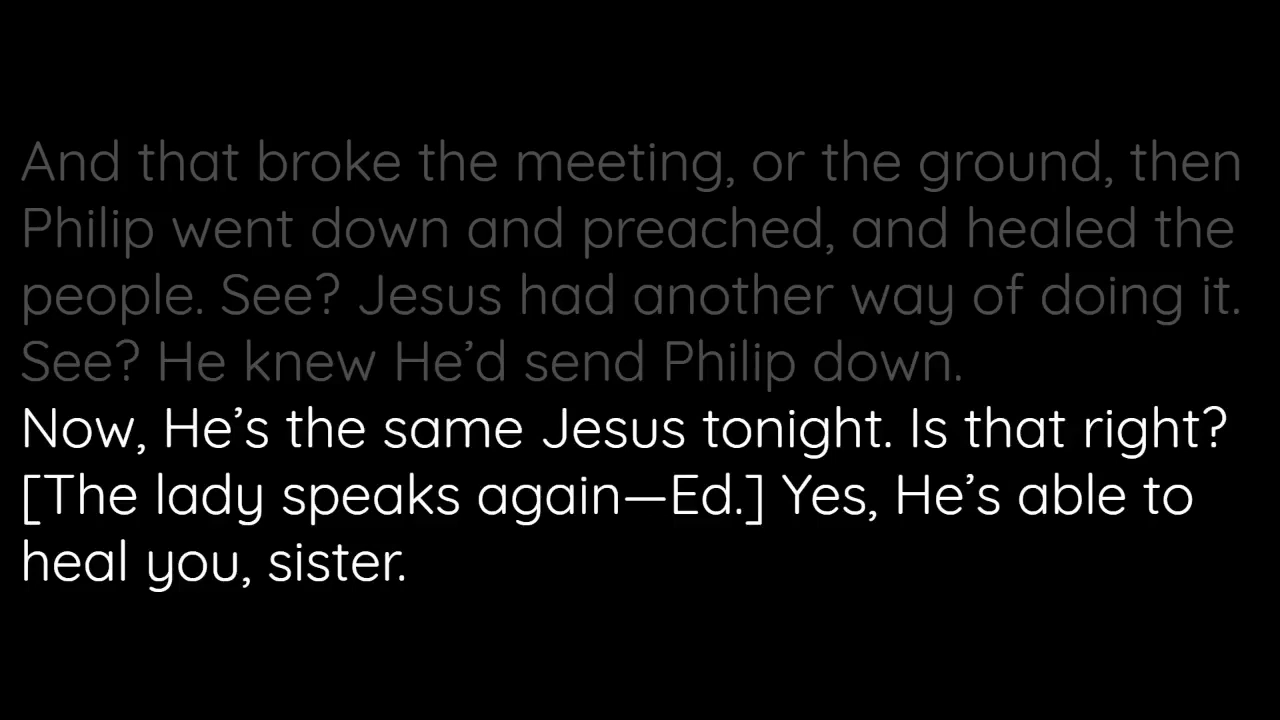 And that broke the meeting, or the ground, then
Philip went down and preached, and healed the
people. See? Jesus had another way of doing it.
See? He knew He’d send Philip down.
Now, He’s the same Jesus tonight. Is that right?
[The lady speaks again—Ed.] Yes, He’s able to
heal you, sister.